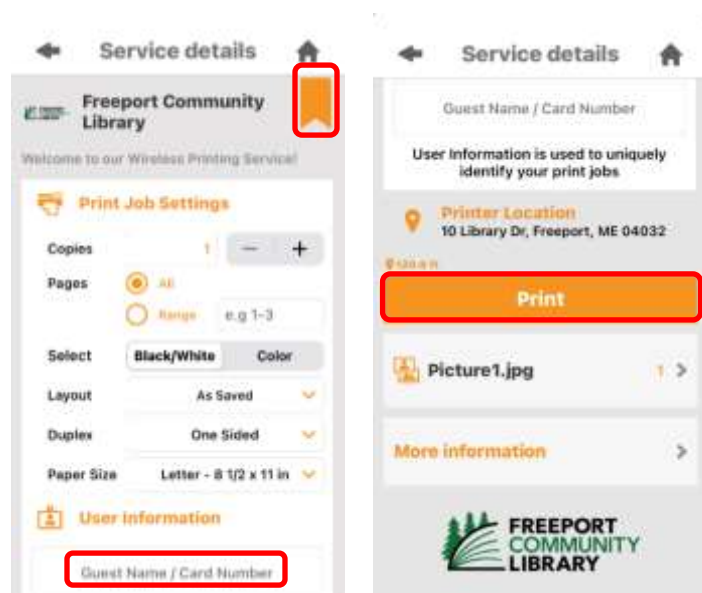 Service details
Freeport Community
Library
Welcome to our Wireless Printing Service!
Print Job Settings
Copies 1 — +
Pages All
Range e.g 1-3
Select Black/White Color
Layout As Saved
Duplex One Sided
Paper Size Letter - 8 1/2 x 11 in
User Information
Guest Name / Card Number
Service details
Guest Name / Card Number
User Information is used to uniquely
identify your print jobs
Printer Location
10 Library Dr, Freeport, ME 04032
Print
Picture1.jpg 1
More information
FREEPORT
COMMUNITY
LIBRARY